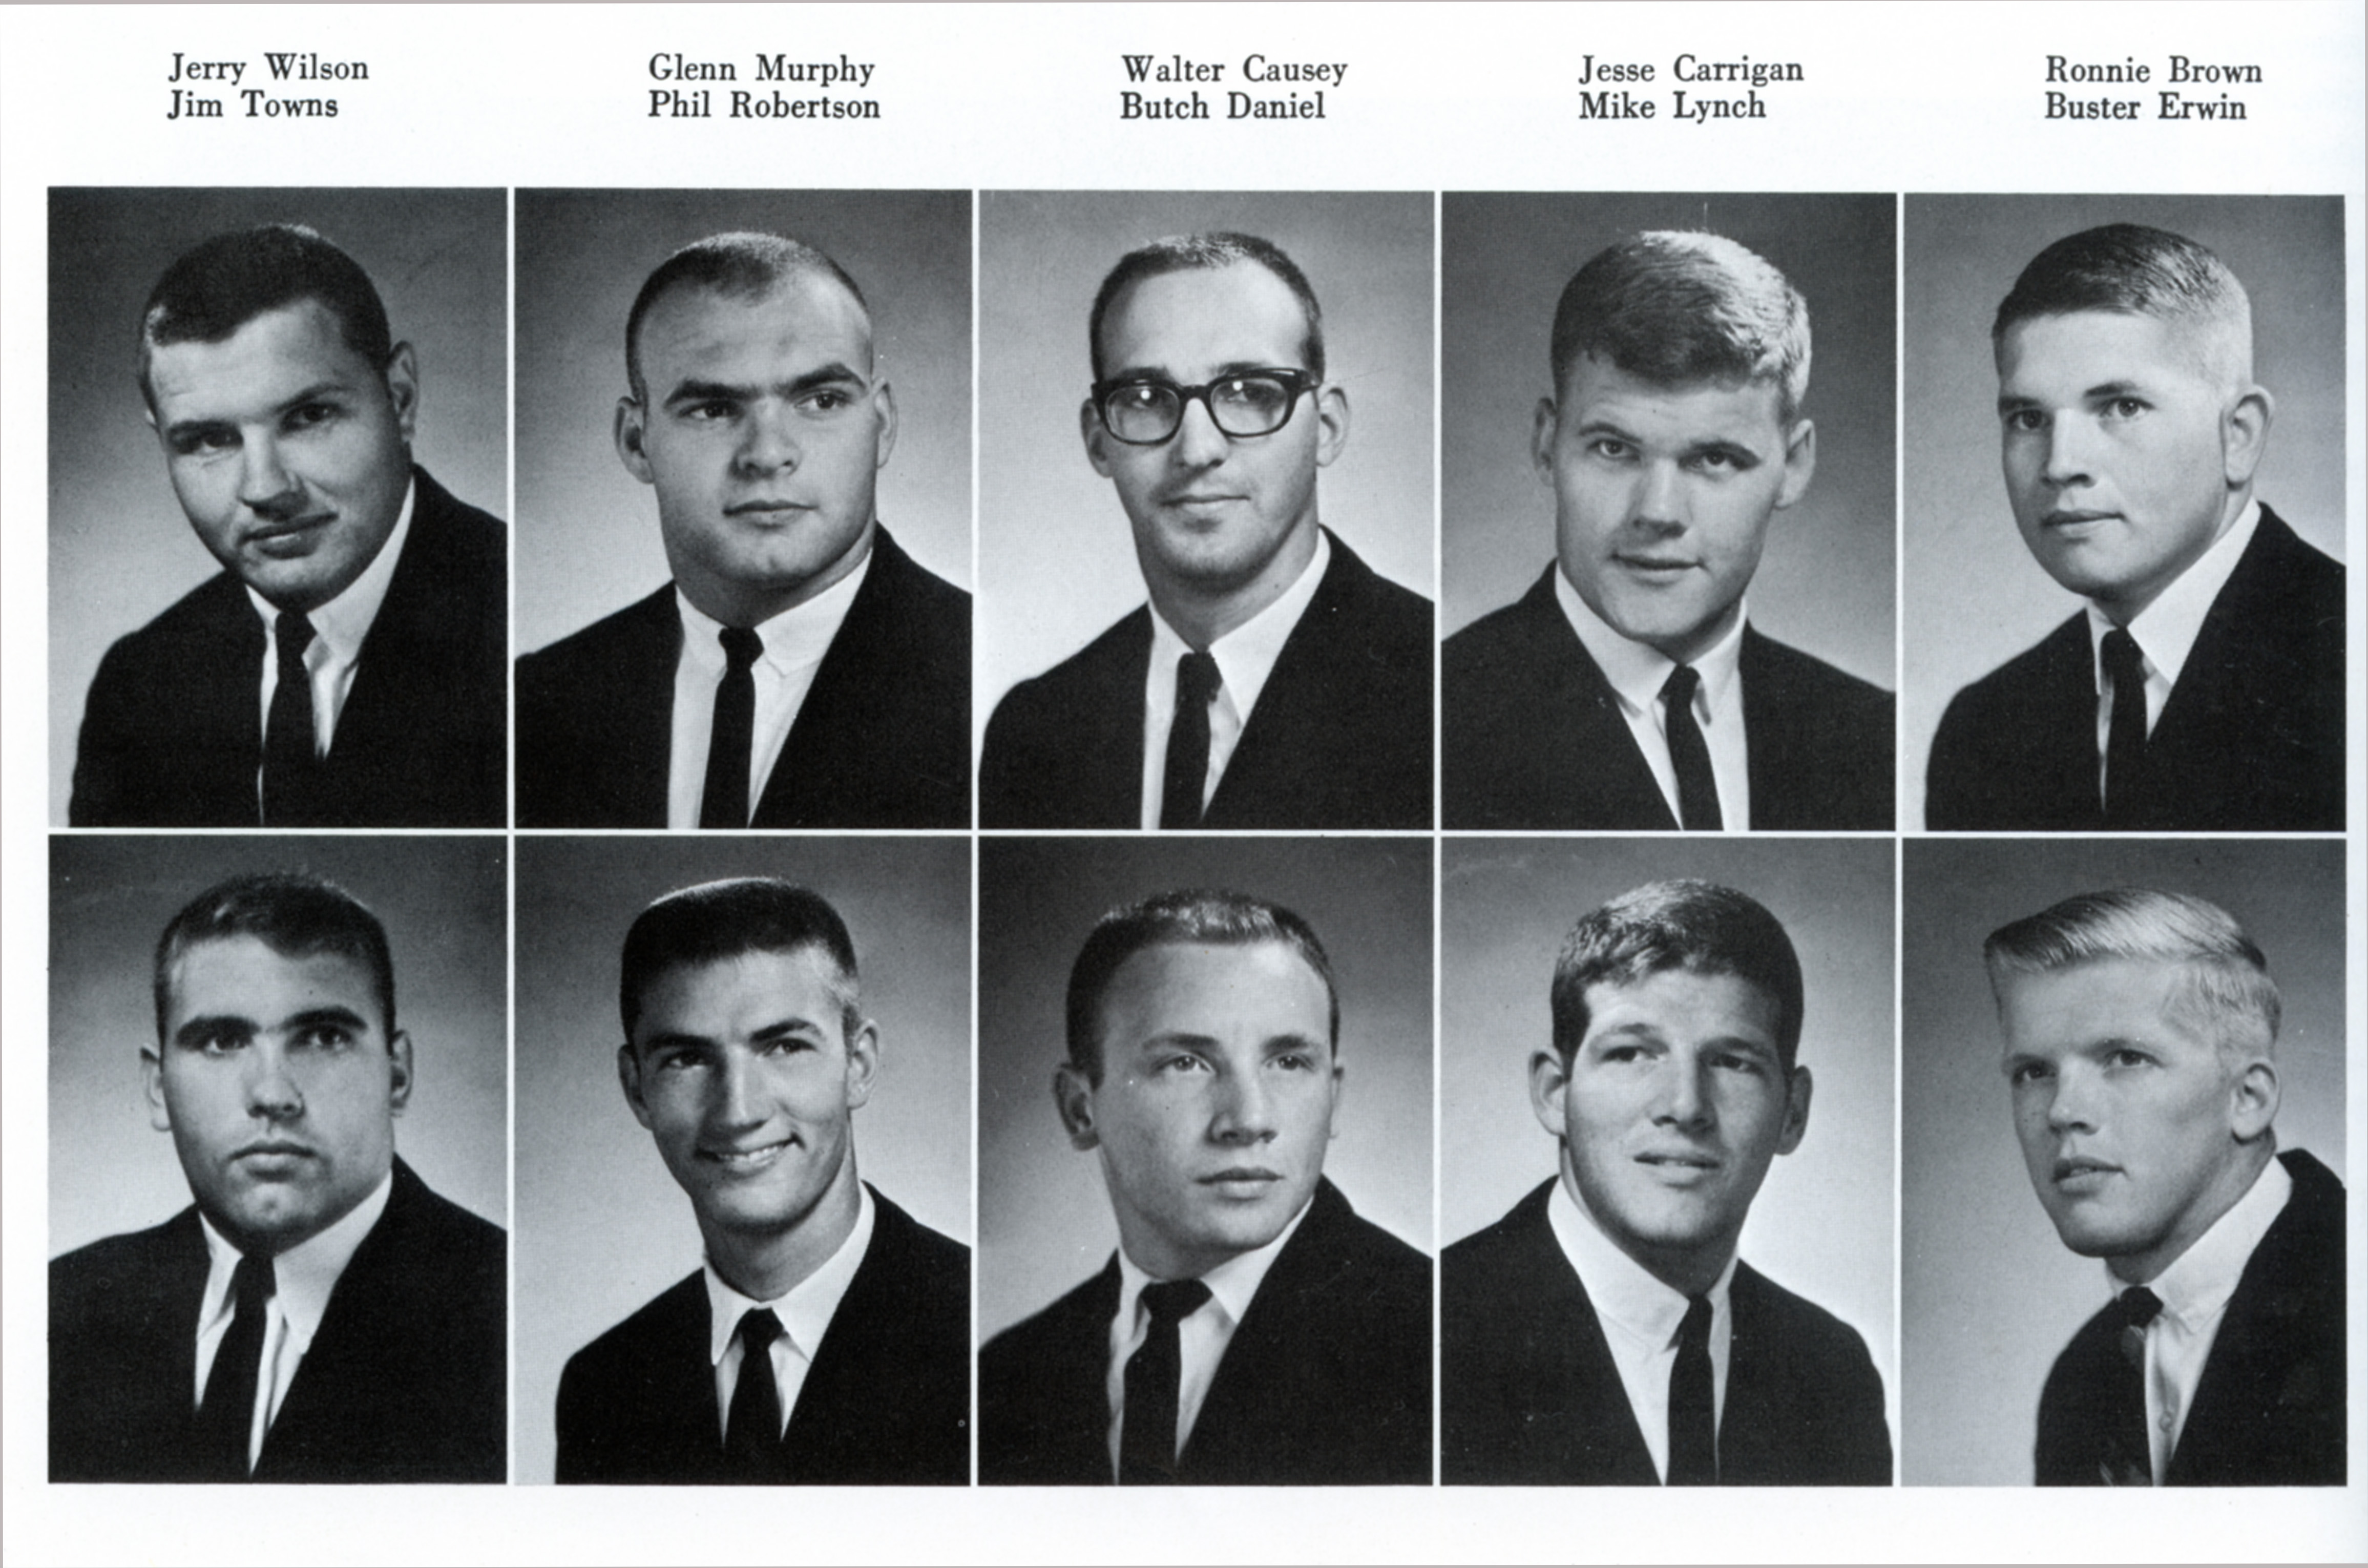 Jerry Wilson
Jim Towns
Glenn Murphy
Phil Robertson
Walter Causey
Butch Daniel
Jesse Carrigan
Mike Lynch
Ronnie Brown
Buster Erwin